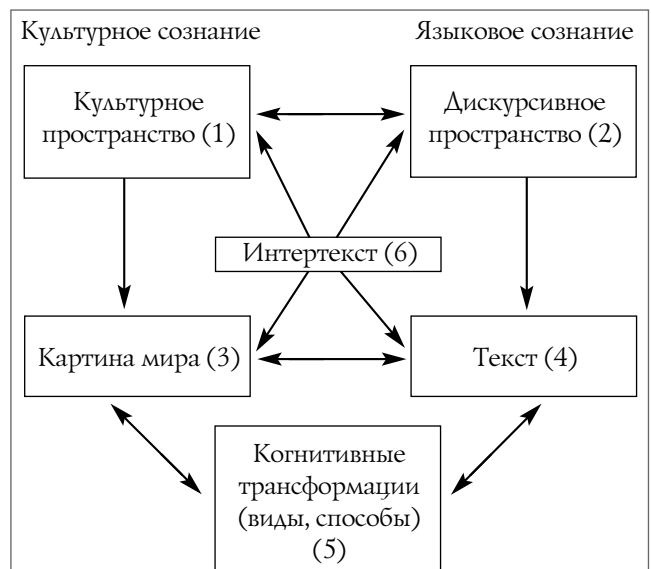 Культурное сознание
Языковое сознание
Культурное
пространство (1)
Дискурсивное
пространство (2)
Интертекст (6)
Картина мира (3)
Текст (4)
Когнитивные
трансформации
(виды, способы)
(5)